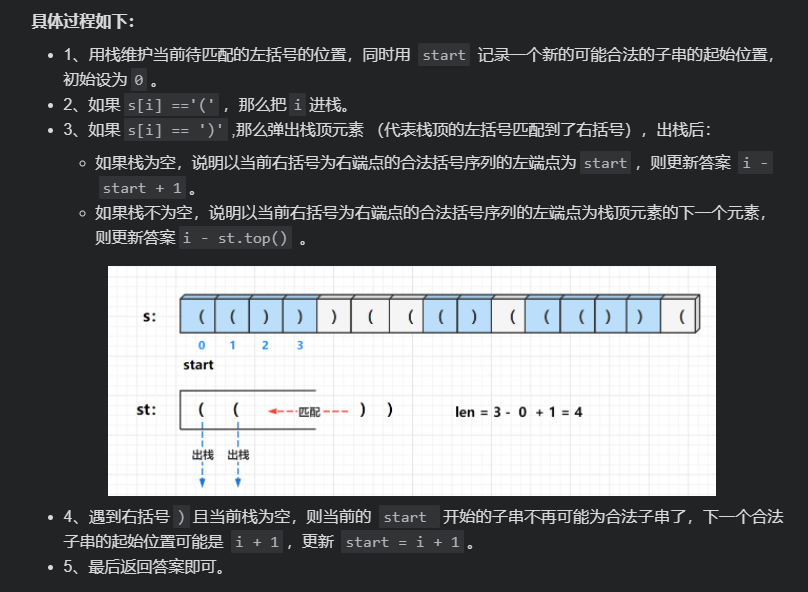 具体过程如下：
1、用栈维护当前待匹配的左括号的位置，同时用 start 记录一个新的可能合法的子串的起始位置，
初始设为 0 。
2、如果 s[i] =='(' ，那么把 i 进栈。
3、如果 s[i] == ')' ,那么弹出栈顶元素 （代表栈顶的左括号匹配到了右括号），出栈后：
如果栈为空，说明以当前右括号为右端点的合法括号序列的左端点为 start ，则更新答案 i -
start + 1 。
如果栈不为空，说明以当前右括号为右端点的合法括号序列的左端点为栈顶元素的下一个元素，
则更新答案 i - st.top() 。
s: ( ( ) ) ) ( ( ( ) ( ( ( ) ) (
0 1 2 3
start
st: ( ( 匹配 ) ) len = 3 - 0 + 1 = 4
出栈 出栈
4、遇到右括号 ) 且当前栈为空，则当前的 start 开始的子串不再可能为合法子串了，下一个合法
子串的起始位置可能是 i + 1 ，更新 start = i + 1 。
5、最后返回答案即可。